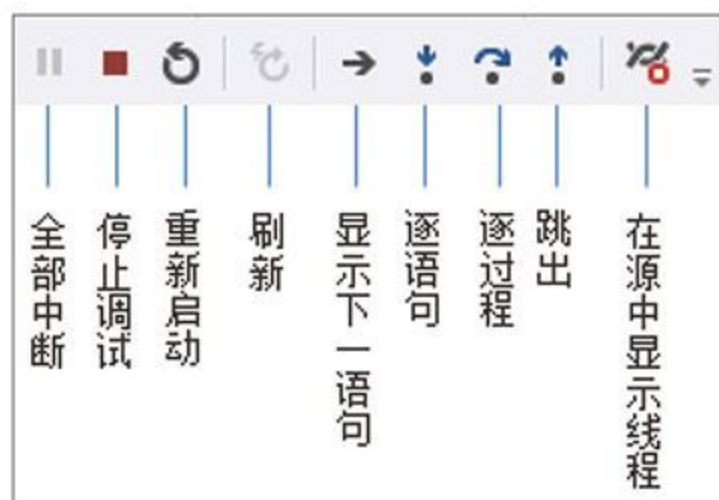 全部中断
停止调试
重新启动
刷新
显示下一语句
逐语句
逐过程
跳出
在源中显示线程